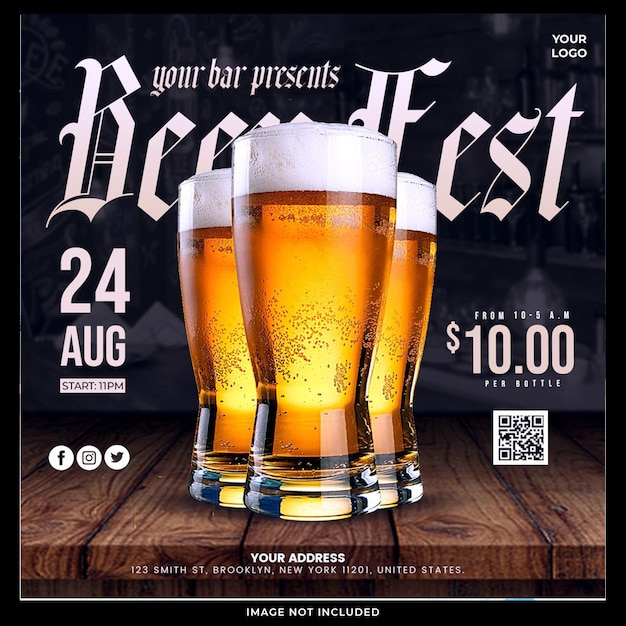 YOUR
LOGO
your bar presents
Beer Fest
24
AUG
START: 11PM
FROM 10-5 A.M
$10.00
PER BOTTLE
YOUR ADDRESS
123 SMITH ST, BROOKLYN, NEW YORK 11201, UNITED STATES.
IMAGE NOT INCLUDED